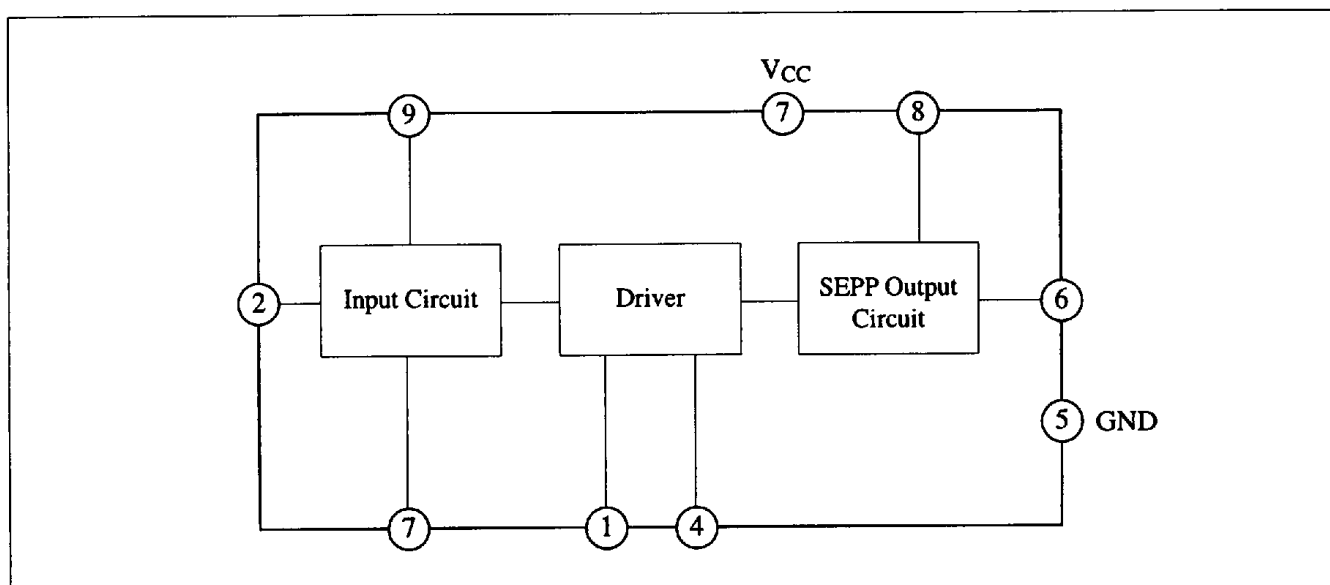 VCC
9
7
8
2
Input Circuit
Driver
SEPP Output
Circuit
6
5 GND
7
1
4